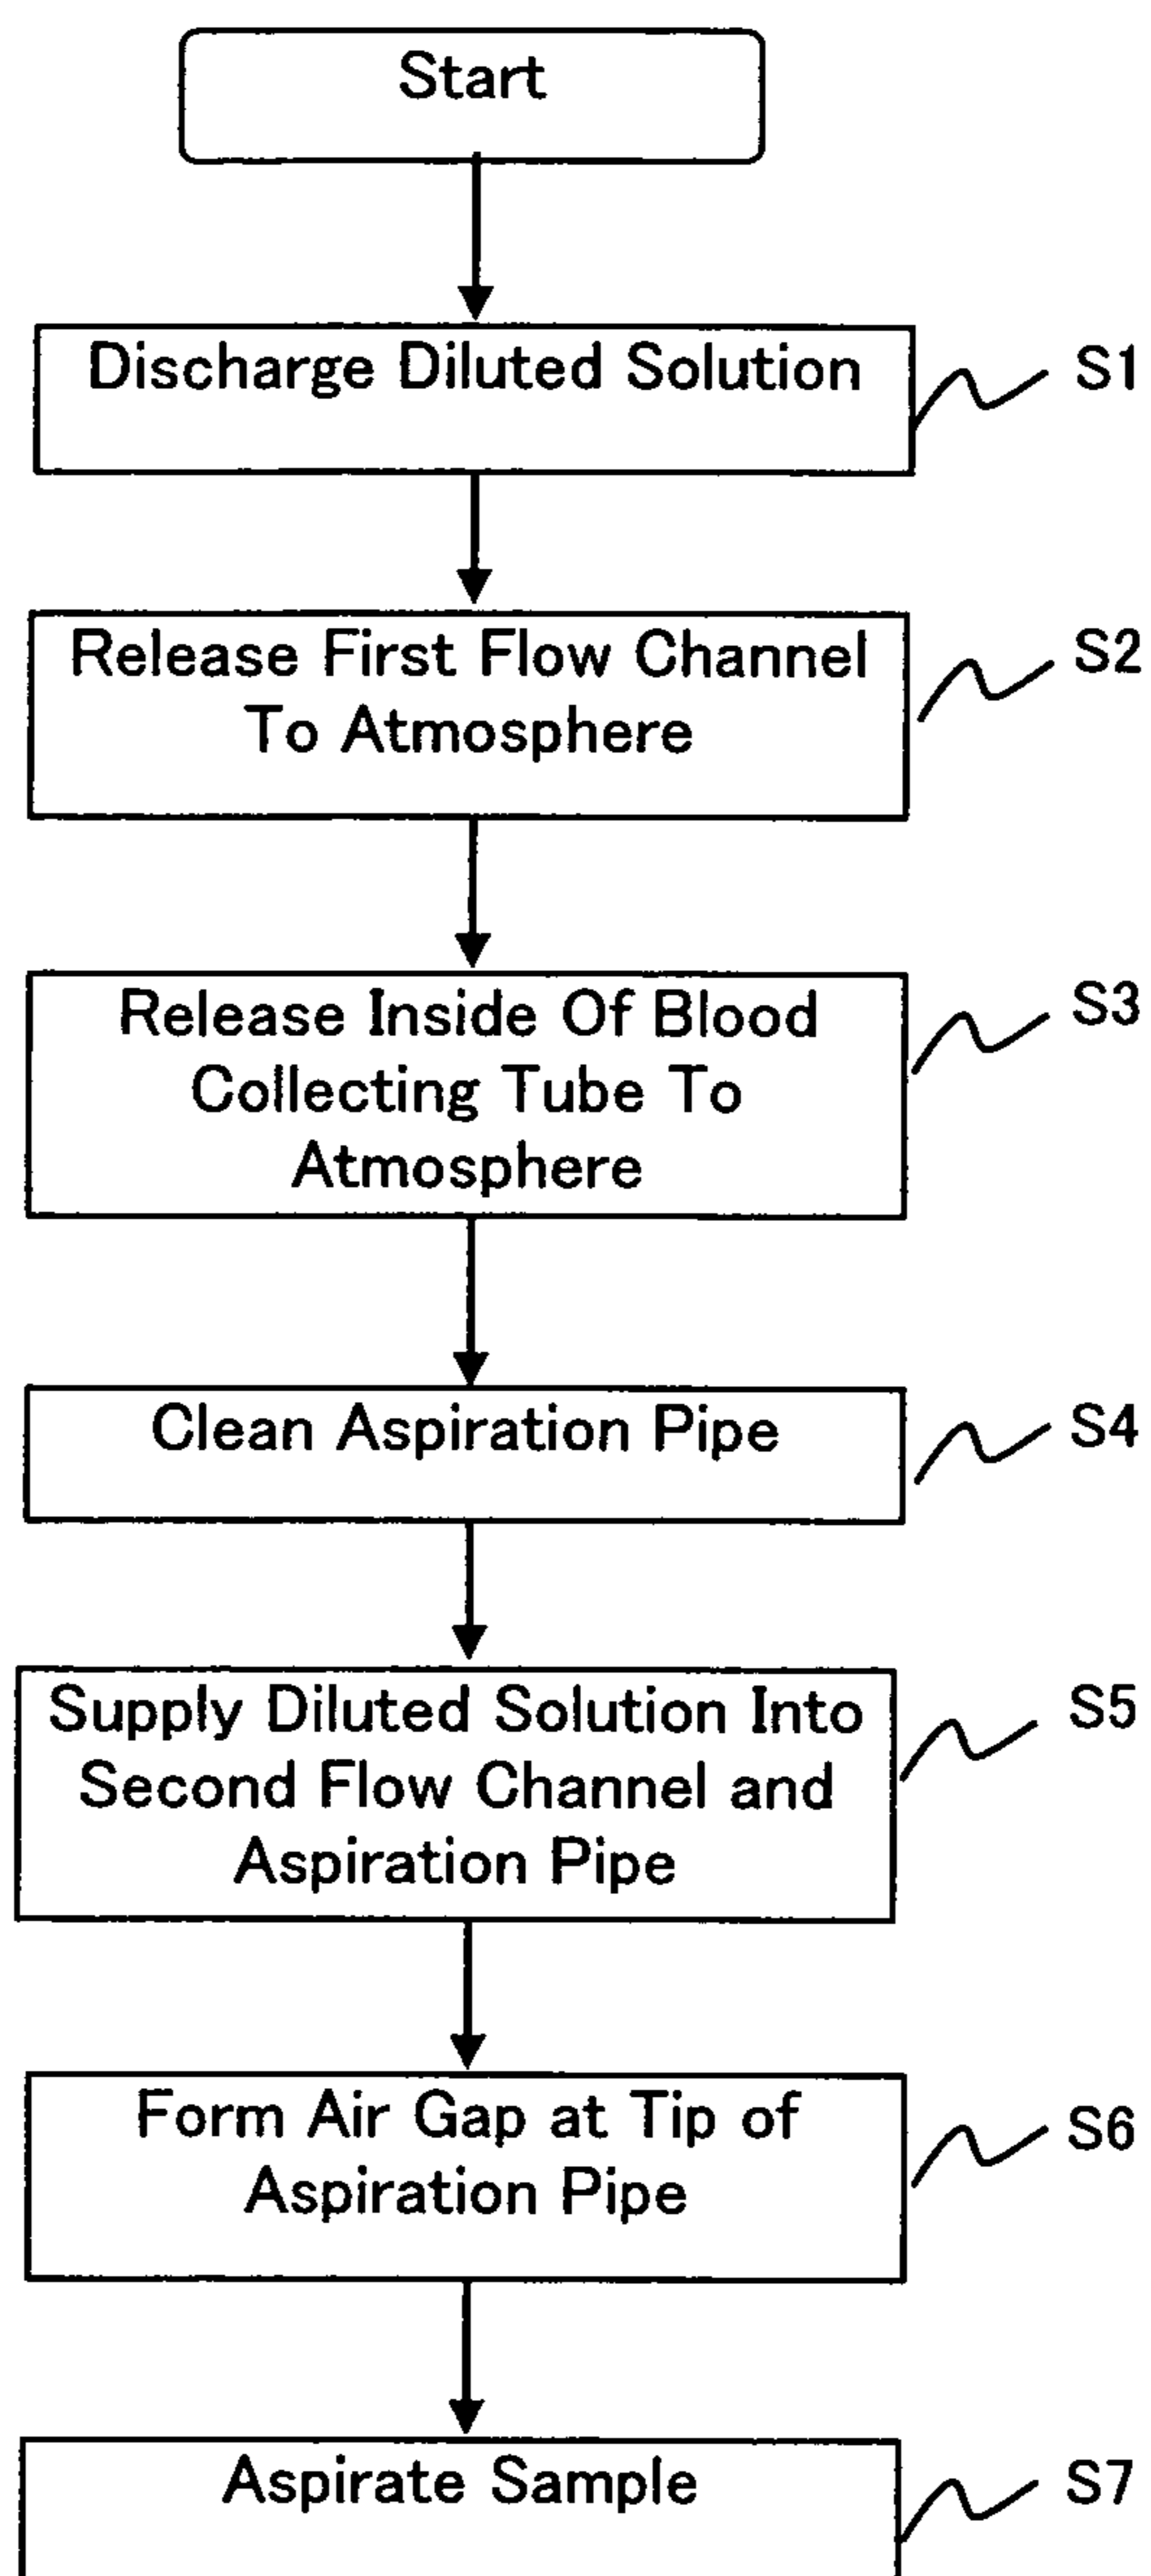 Start
Discharge Diluted Solution
S1
Release First Flow Channel
To Atmosphere
S2
Release Inside Of Blood
Collecting Tube To
Atmosphere
S3
Clean Aspiration Pipe
S4
Supply Diluted Solution Into
Second Flow Channel and
Aspiration Pipe
S5
Form Air Gap at Tip of
Aspiration Pipe
S6
Aspirate Sample
S7